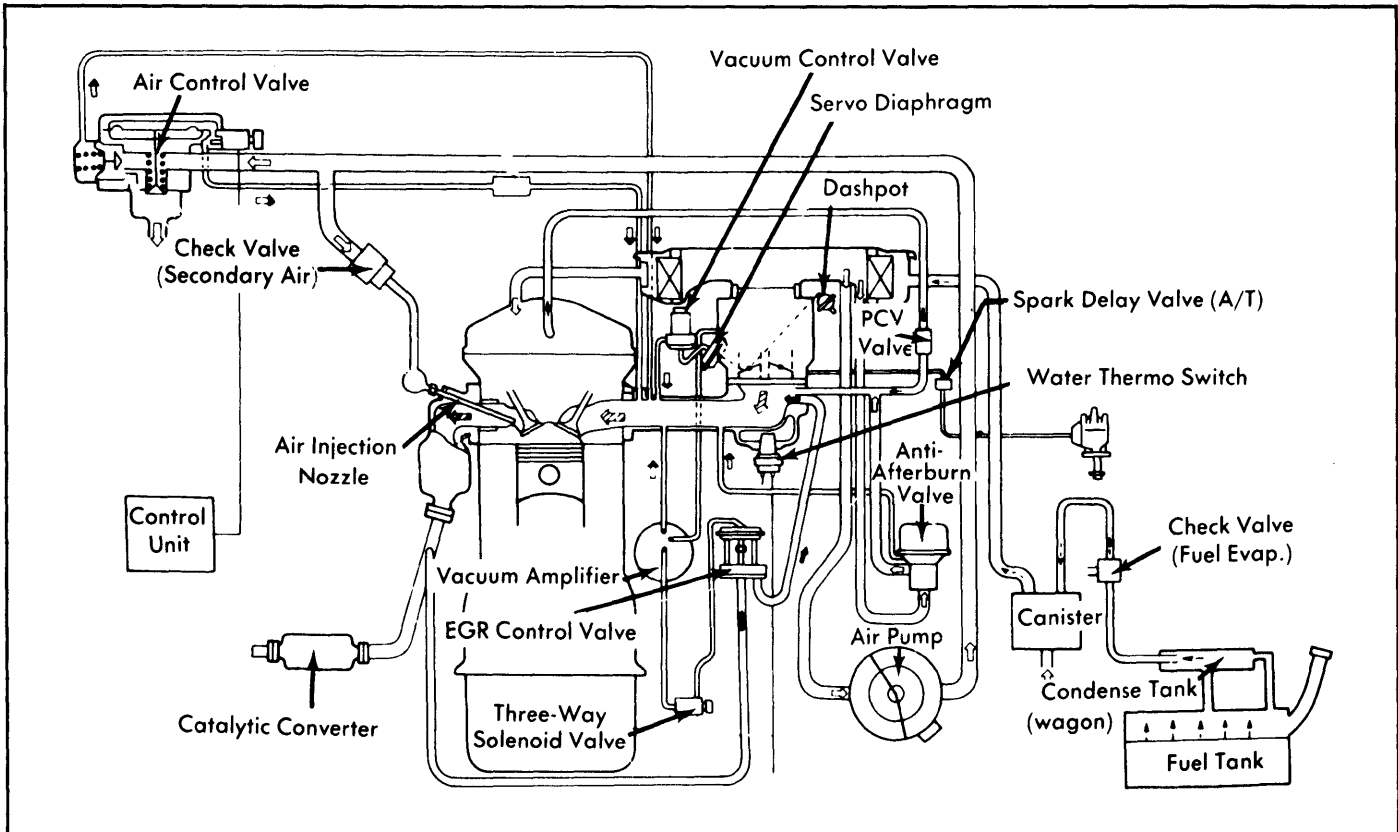 Vacuum Control Valve
Air Control Valve
Servo Diaphragm
Dashpot
Check Valve
(Secondary Air)
Spark Delay Valve (A/T)
PCV
Valve
Water Thermo Switch
Air Injection
Nozzle
Anti-
Afterburn
Valve
Control
Unit
Check Valve
(Fuel Evap.)
Vacuum Amplifier
Canister
EGR Control Valve
Air Pump
Condense Tank
(wagon)
Catalytic Converter
Three-Way
Solenoid Valve
Fuel Tank